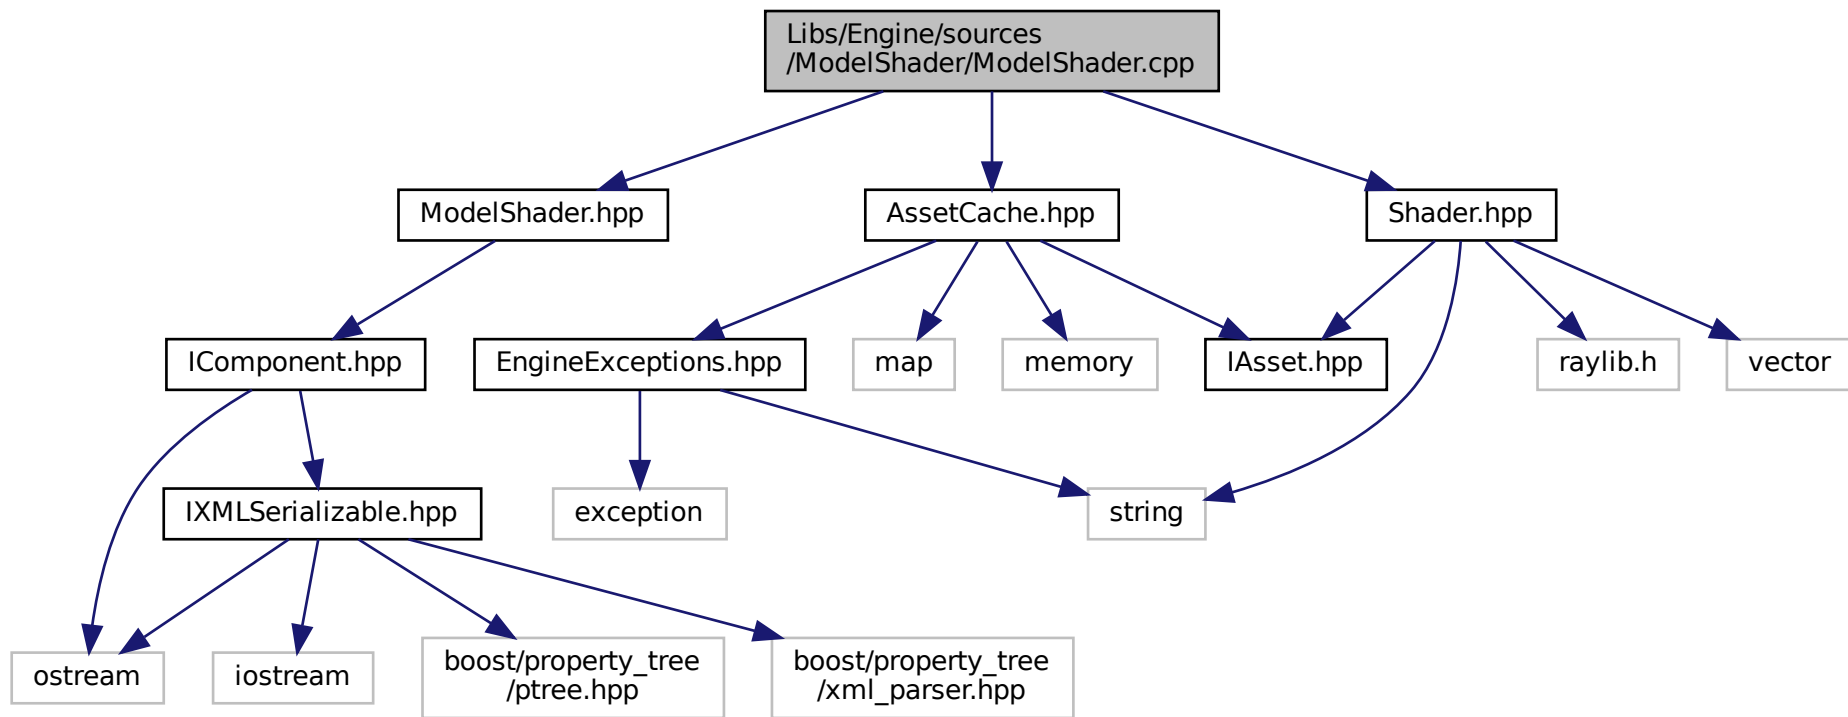 Libs/Engine/sources
/ModelShader/ModelShader.cpp
ModelShader.hpp
AssetCache.hpp
Shader.hpp
IComponent.hpp
EngineExceptions.hpp
map
memory
IAsset.hpp
raylib.h
vector
IXMLSerializable.hpp
exception
string
ostream
iostream
boost/property_tree
/ptree.hpp
boost/property_tree
/xml_parser.hpp